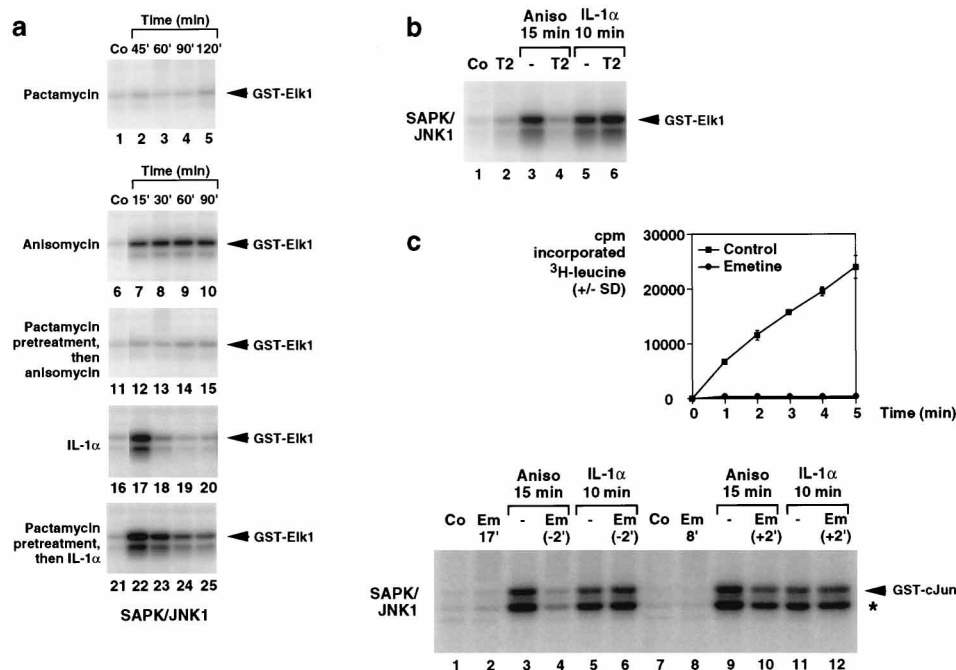 a
Time (min)
Co 45' 60' 90' 120'
Pactamycin
GST-Elk1
1 2 3 4 5
Time (min)
Co 15' 30' 60' 90'
Anisomycin
GST-Elk1
6 7 8 9 10
Pactamycin
pretreatment,
then
anisomycin
GST-Elk1
11 12 13 14 15
IL-1α
GST-Elk1
16 17 18 19 20
Pactamycin
pretreatment,
then IL-1α
GST-Elk1
21 22 23 24 25
SAPK/JNK1
b
Aniso IL-1α
15 min 10 min
Co T2 - T2 - T2
SAPK/
JNK1
GST-Elk1
1 2 3 4 5 6
c
cpm
incorporated
³H-leucine
(+/- SD)
30000
20000
10000
0
Control
Emetine
0 1 2 3 4 5
Time (min)
Aniso IL-1α Aniso IL-1α
15 min 10 min 15 min 10 min
Co Em - Em - Em Co Em - Em - Em
17' (-2') (-2') 8' (+2') (+2')
SAPK/
JNK1
GST-cJun
*
1 2 3 4 5 6 7 8 9 10 11 12